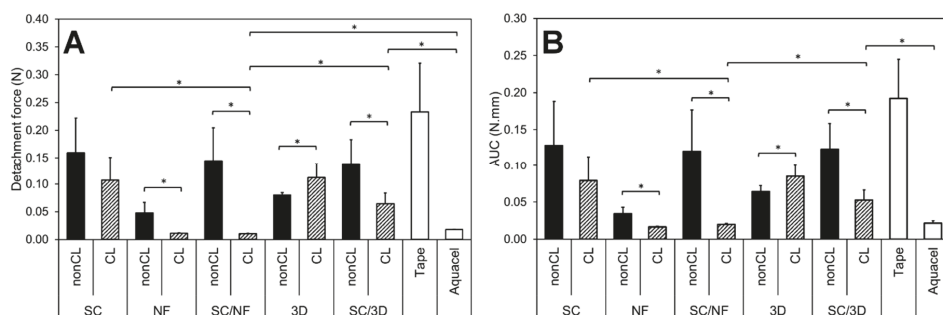 A
Detachment force (N)
0.40
0.35
0.30
0.25
0.20
0.15
0.10
0.05
0.00
* * * * * * * *
nonCL CL nonCL CL nonCL CL nonCL CL nonCL CL Tape Aquacel
SC NF SC/NF 3D SC/3D
B
λUC (N.mm)
0.30
0.25
0.20
0.15
0.10
0.05
0.00
* * * * * * *
nonCL CL nonCL CL nonCL CL nonCL CL nonCL CL Tape Aquacel
SC NF SC/NF 3D SC/3D